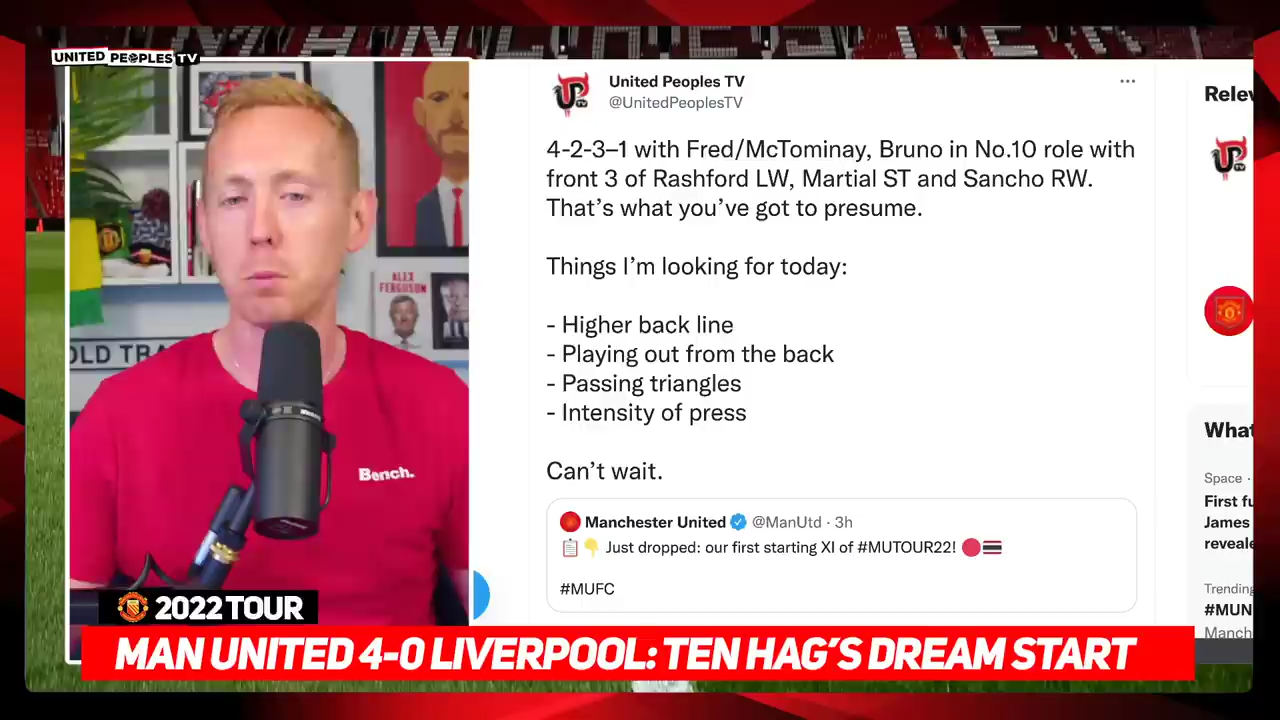 UNITED PEOPLES TV
United Peoples TV
@UnitedPeoplesTV
4-2-3–1 with Fred/McTominay, Bruno in No.10 role with
front 3 of Rashford LW, Martial ST and Sancho RW.
That’s what you’ve got to presume.
Things I’m looking for today:
- Higher back line
- Playing out from the back
- Passing triangles
- Intensity of press
Can’t wait.
Manchester United @ManUtd · 3h
Just dropped: our first starting XI of #MUTOUR22!
#MUFC
Relev
What
Space ·
First fu
James
reveale
Trending
#MUN
Manch
ALEX
FERGUSON
OLD TRA
Bench.
2022 TOUR
MAN UNITED 4-0 LIVERPOOL: TEN HAG’S DREAM START